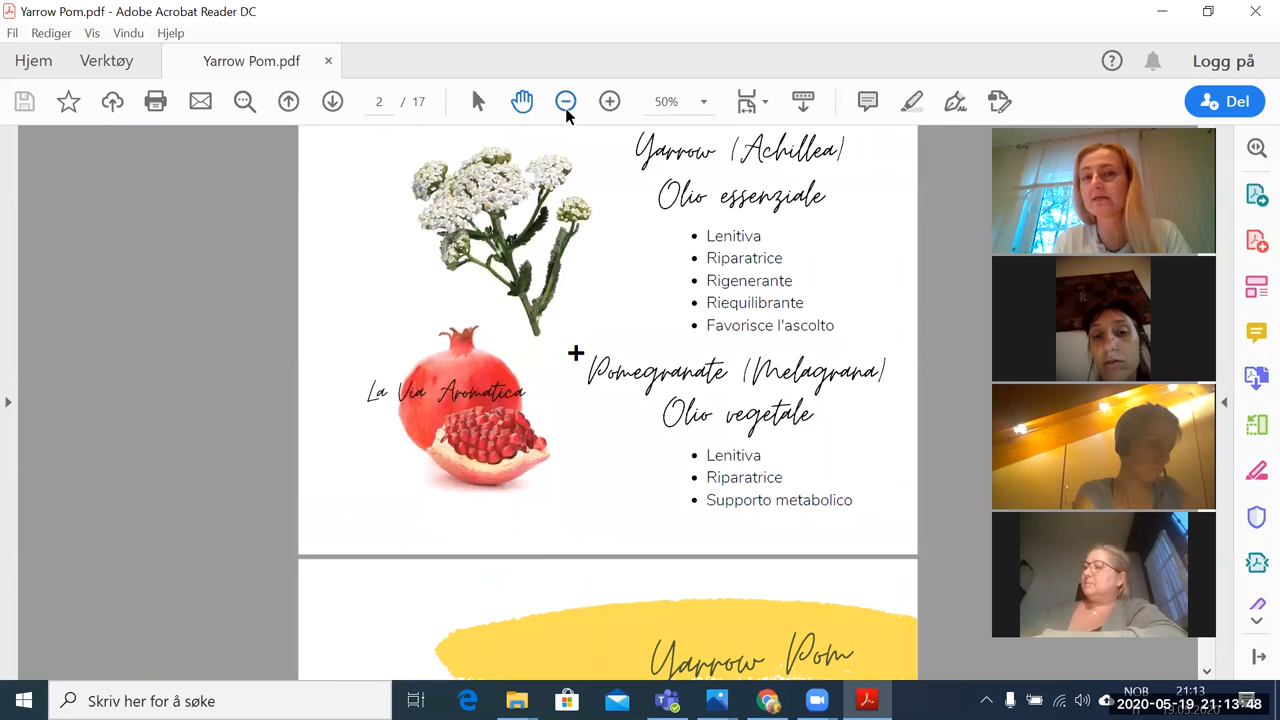 Yarrow Pom.pdf - Adobe Acrobat Reader DC
Fil Rediger Vis Vindu Hjelp
Hjem Verktøy Yarrow Pom.pdf × Logg på
2 / 17 50% Del
Yarrow (Achillea)
Olio essenziale
• Lenitiva
• Riparatrice
• Rigenerante
• Riequilibrante
• Favorisce l'ascolto
+
Pomegranate (Melagrana)
La Via Aromatica
Olio vegetale
• Lenitiva
• Riparatrice
• Supporto metabolico
Yarrow Pom
Skriv her for å søke
NOB 21:13
2020-05-19 21:13:48